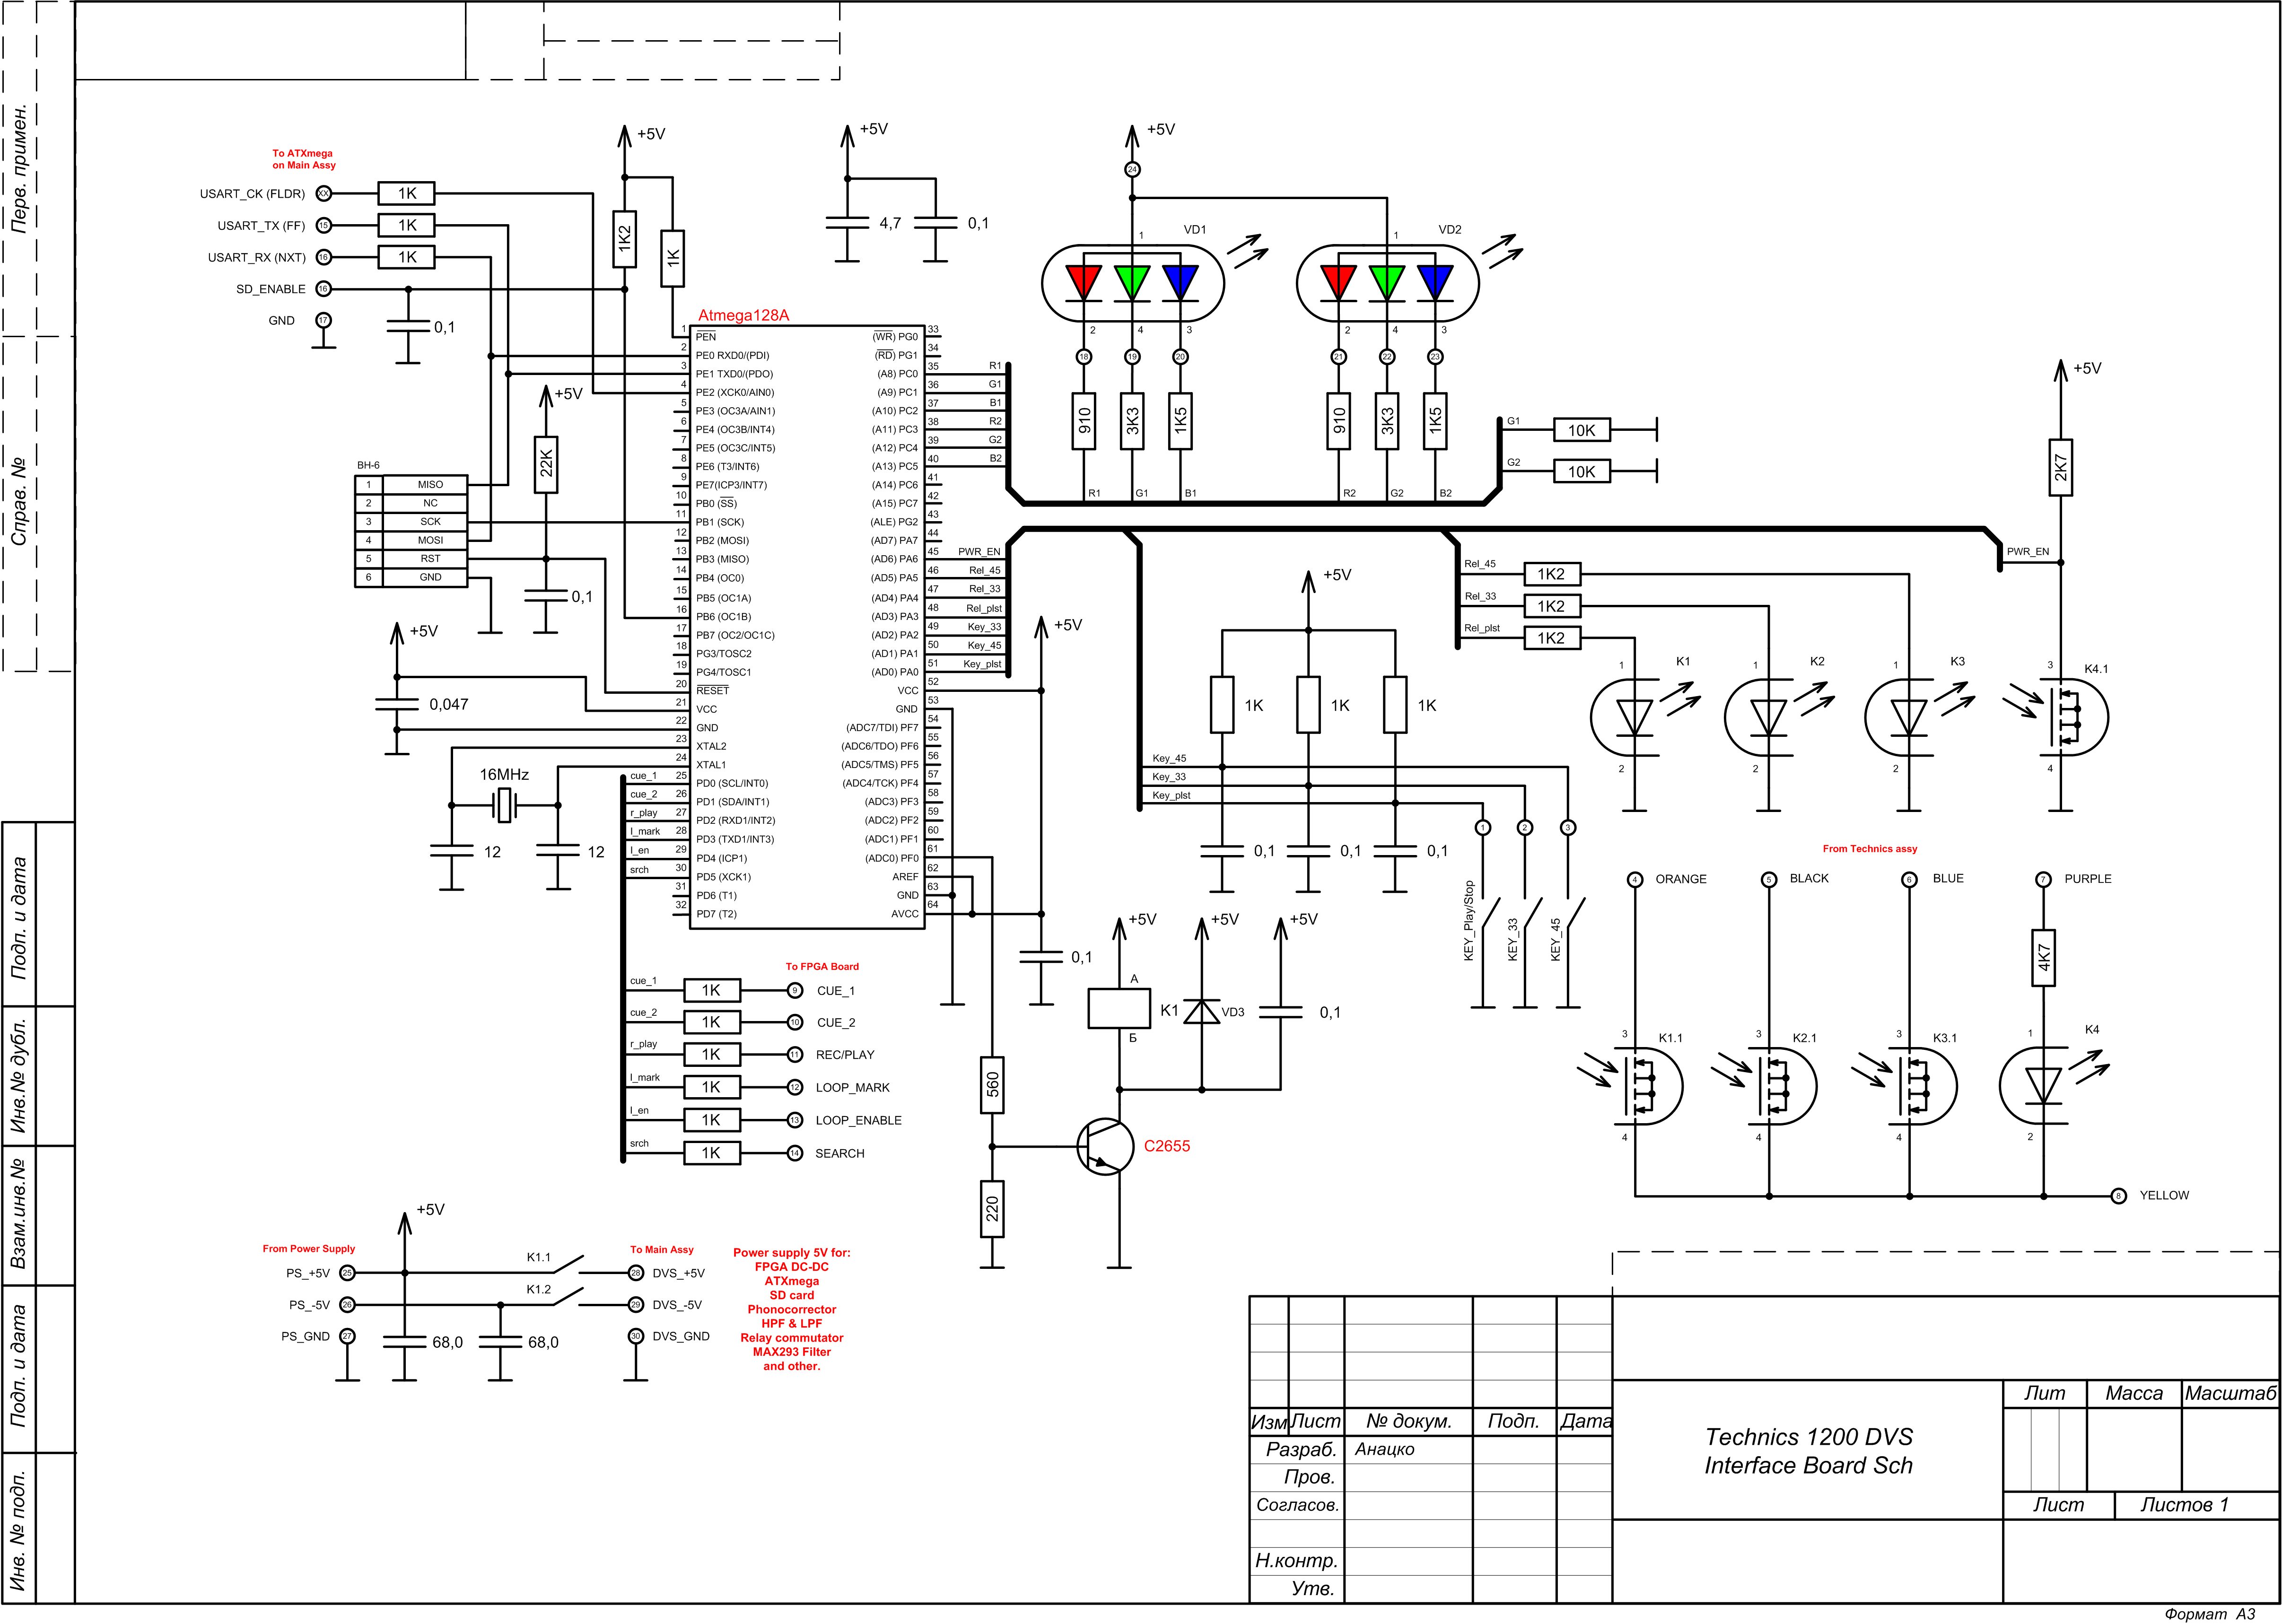 Перв. примен.
Справ. №
Подп. и дата
Инв.№ дубл.
Взам.инв.№
Подп. и дата
Инв. № подп.
To ATXmega
on Main Assy
USART_CK (FLDR) XX 1K
USART_TX (FF) 15 1K
USART_RX (NXT) 16 1K
SD_ENABLE 16
GND 17
0,1
+5V
1K2
1K
+5V
4,7
0,1
+5V
24
VD1
1
2
4
3
18
19
20
910
3K3
1K5
R1
G1
B1
VD2
1
2
4
3
21
22
23
910
3K3
1K5
R2
G2
B2
G1 10K
G2 10K
Atmega128A
1 PEN
2 PE0 RXD0/(PDI)
3 PE1 TXD0/(PDO)
4 PE2 (XCK0/AIN0)
5 PE3 (OC3A/AIN1)
6 PE4 (OC3B/INT4)
7 PE5 (OC3C/INT5)
8 PE6 (T3/INT6)
9 PE7(ICP3/INT7)
10 PB0 (SS)
11 PB1 (SCK)
12 PB2 (MOSI)
13 PB3 (MISO)
14 PB4 (OC0)
15 PB5 (OC1A)
16 PB6 (OC1B)
17 PB7 (OC2/OC1C)
18 PG3/TOSC2
19 PG4/TOSC1
20 RESET
21 VCC
22 GND
23 XTAL2
24 XTAL1
cue_1 25 PD0 (SCL/INT0)
cue_2 26 PD1 (SDA/INT1)
r_play 27 PD2 (RXD1/INT2)
l_mark 28 PD3 (TXD1/INT3)
l_en 29 PD4 (ICP1)
srch 30 PD5 (XCK1)
31 PD6 (T1)
32 PD7 (T2)
(WR) PG0 33
(RD) PG1 34
(A8) PC0 35 R1
(A9) PC1 36 G1
(A10) PC2 37 B1
(A11) PC3 38 R2
(A12) PC4 39 G2
(A13) PC5 40 B2
(A14) PC6 41
(A15) PC7 42
(ALE) PG2 43
(AD7) PA7 44
(AD6) PA6 45 PWR_EN
(AD5) PA5 46 Rel_45
(AD4) PA4 47 Rel_33
(AD3) PA3 48 Rel_plst
(AD2) PA2 49 Key_33
(AD1) PA1 50 Key_45
(AD0) PA0 51 Key_plst
VCC 52
GND 53
(ADC7/TDI) PF7 54
(ADC6/TDO) PF6 55
(ADC5/TMS) PF5 56
(ADC4/TCK) PF4 57
(ADC3) PF3 58
(ADC2) PF2 59
(ADC1) PF1 60
(ADC0) PF0 61
AREF 62
GND 63
AVCC 64
+5V
22K
BH-6
1 MISO
2 NC
3 SCK
4 MOSI
5 RST
6 GND
0,1
+5V
0,047
16MHz
12
12
+5V
0,1
To FPGA Board
cue_1 1K 9 CUE_1
cue_2 1K 10 CUE_2
r_play 1K 11 REC/PLAY
l_mark 1K 12 LOOP_MARK
l_en 1K 13 LOOP_ENABLE
srch 1K 14 SEARCH
560
220
+5V
+5V
+5V
А
Б
K1
VD3
0,1
C2655
+5V
1K
1K
1K
Key_45
Key_33
Key_plst
0,1
0,1
0,1
1
2
3
KEY_Play/Stop
KEY_33
KEY_45
Rel_45 1K2
Rel_33 1K2
Rel_plst 1K2
1 K1
2
1 K2
2
1 K3
2
+5V
2K7
PWR_EN
3 K4.1
4
From Technics assy
4 ORANGE
5 BLACK
6 BLUE
7 PURPLE
4K7
3 K1.1
4
3 K2.1
4
3 K3.1
4
1 K4
2
8 YELLOW
+5V
From Power Supply
PS_+5V 25
PS_-5V 26
PS_GND 27
K1.1
K1.2
68,0
68,0
To Main Assy
28 DVS_+5V
29 DVS_-5V
30 DVS_GND
Power supply 5V for:
FPGA DC-DC
ATXmega
SD card
Phonocorrector
HPF & LPF
Relay commutator
MAX293 Filter
and other.
Изм Лист № докум. Подп. Дата
Разраб. Анацко
Пров.
Согласов.
Н.контр.
Утв.
Technics 1200 DVS
Interface Board Sch
Лит Масса Масштаб
Лист Листов 1
Формат А3